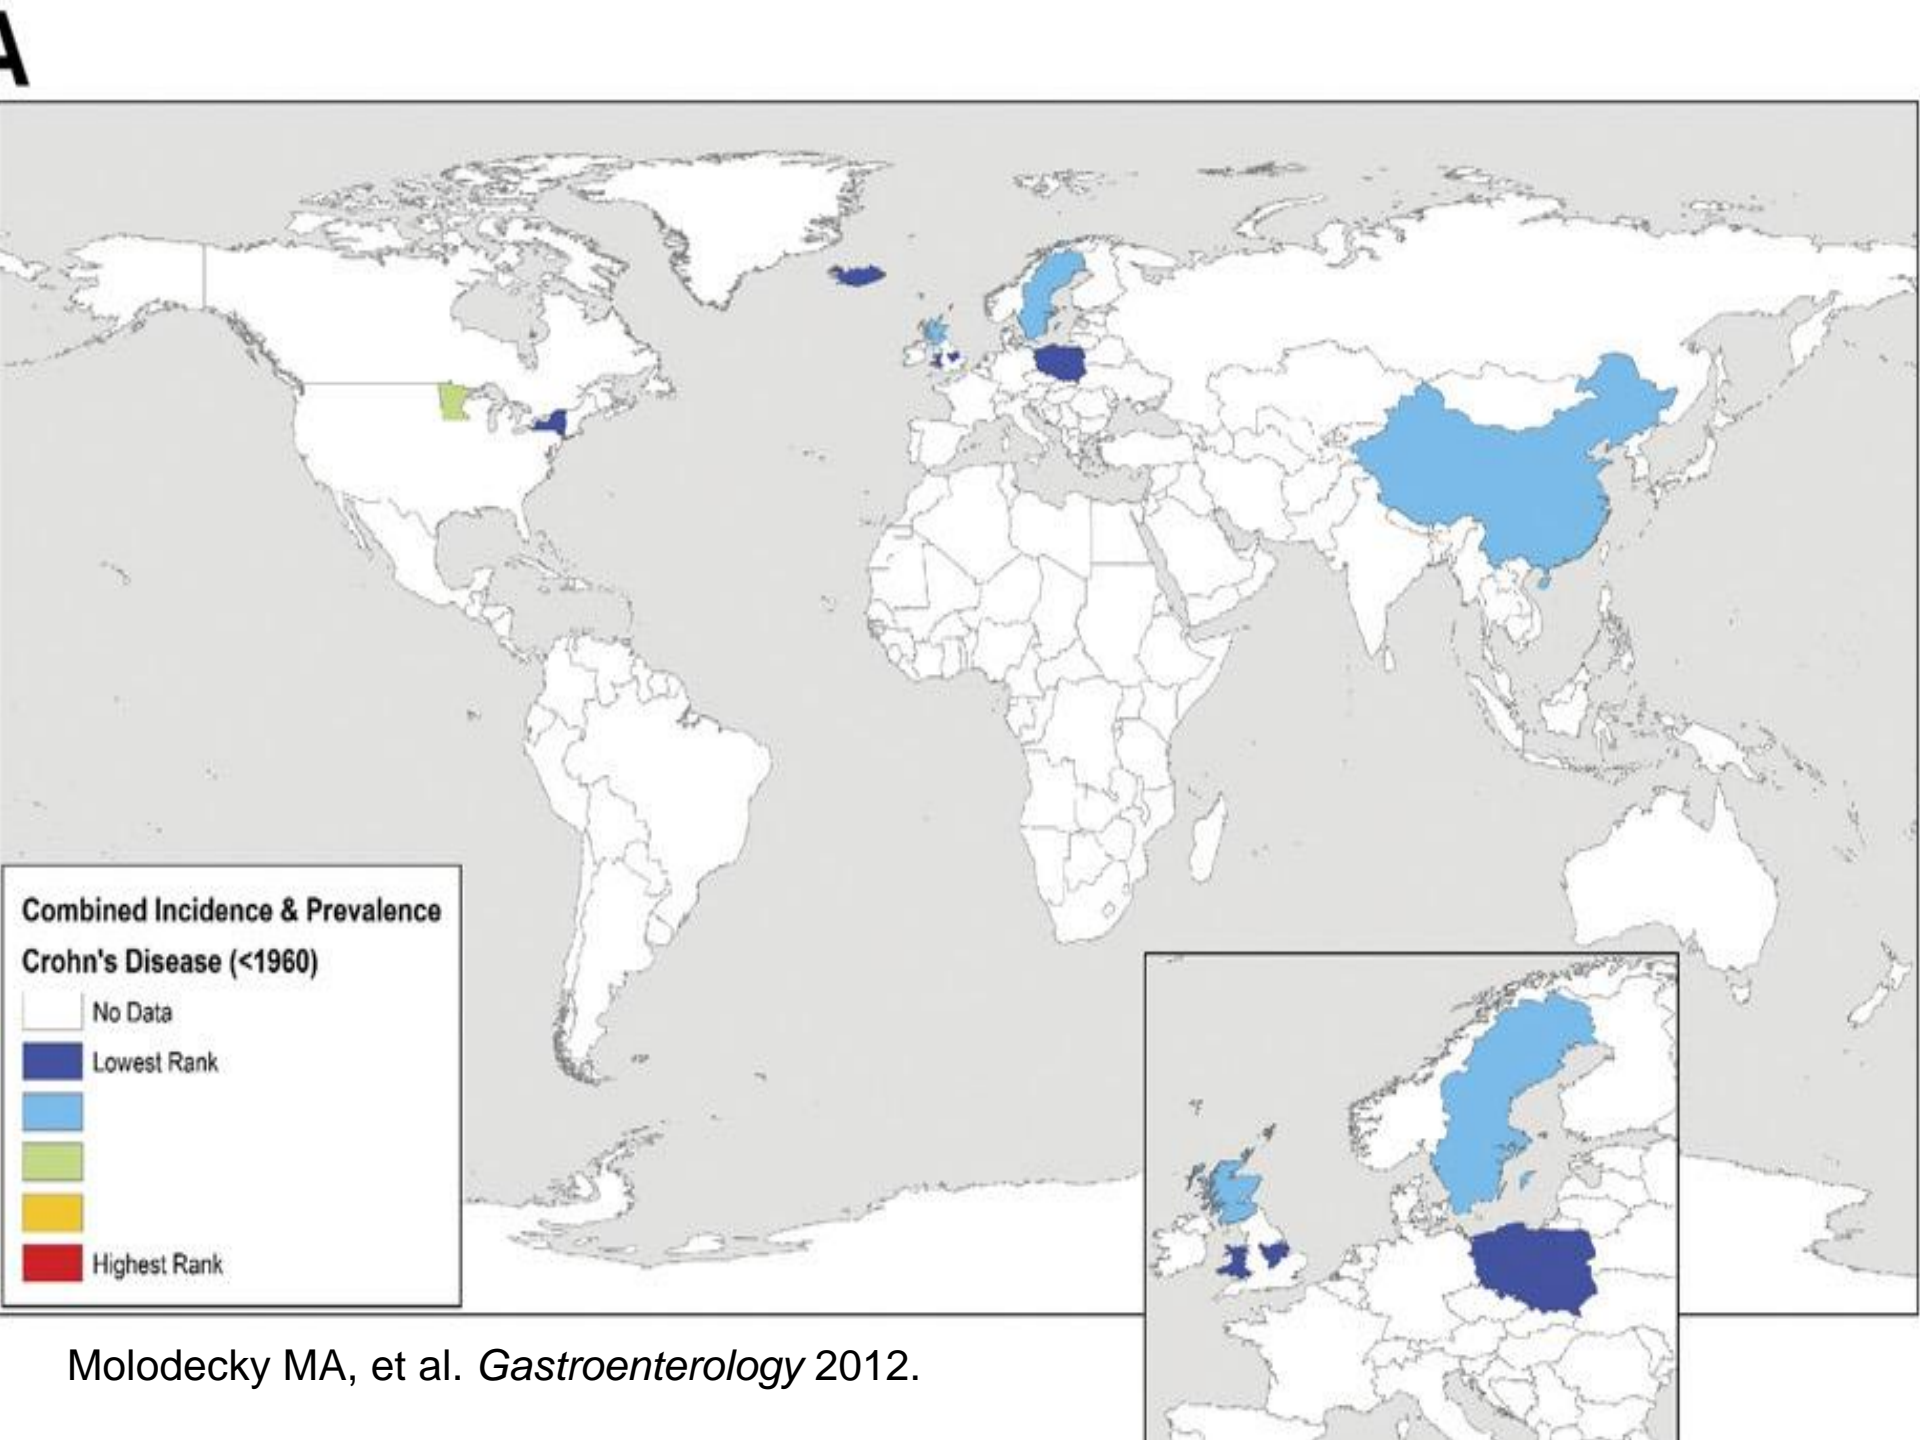 A
Combined Incidence & Prevalence
Crohn's Disease (<1960)
No Data
Lowest Rank
Highest Rank
Molodecky MA, et al. Gastroenterology 2012.